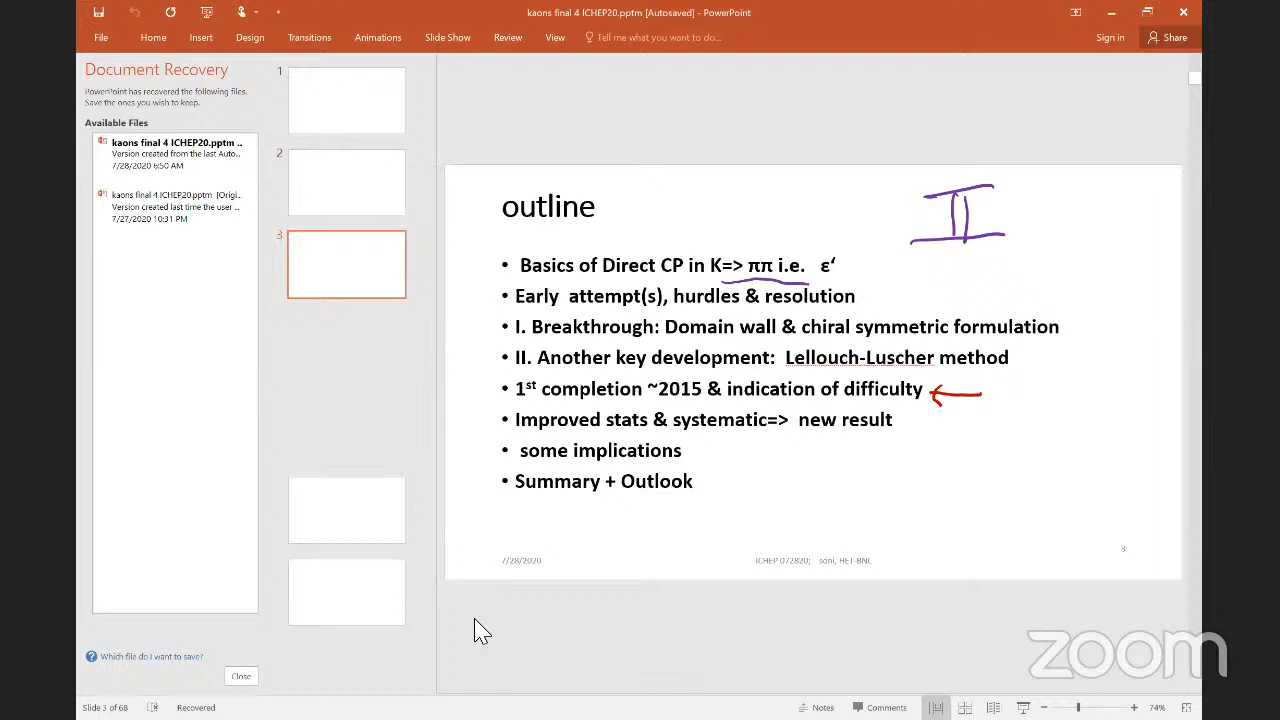 kaons final 4 ICHEP20.pptm [Autosaved] - PowerPoint
File Home Insert Design Transitions Animations Slide Show Review View Tell me what you want to do... Sign in Share
Document Recovery
PowerPoint has recovered the following files.
Save the ones you wish to keep.
Available Files
kaons final 4 ICHEP20.pptm ..
Version created from the last Auto...
7/28/2020 6:50 AM
kaons final 4 ICHEP20.pptm [Origi...
Version created last time the user ...
7/27/2020 10:31 PM
Which file do I want to save?
Close
1
2
3
outline
II
• Basics of Direct CP in K=> ππ i.e. ε‘
• Early attempt(s), hurdles & resolution
• I. Breakthrough: Domain wall & chiral symmetric formulation
• II. Another key development: Lellouch-Luscher method
• 1st completion ~2015 & indication of difficulty
• Improved stats & systematic=> new result
• some implications
• Summary + Outlook
7/28/2020 ICHEP 072820; soni, HET-BNL 3
zoom
Slide 3 of 68 Recovered Notes Comments 74%